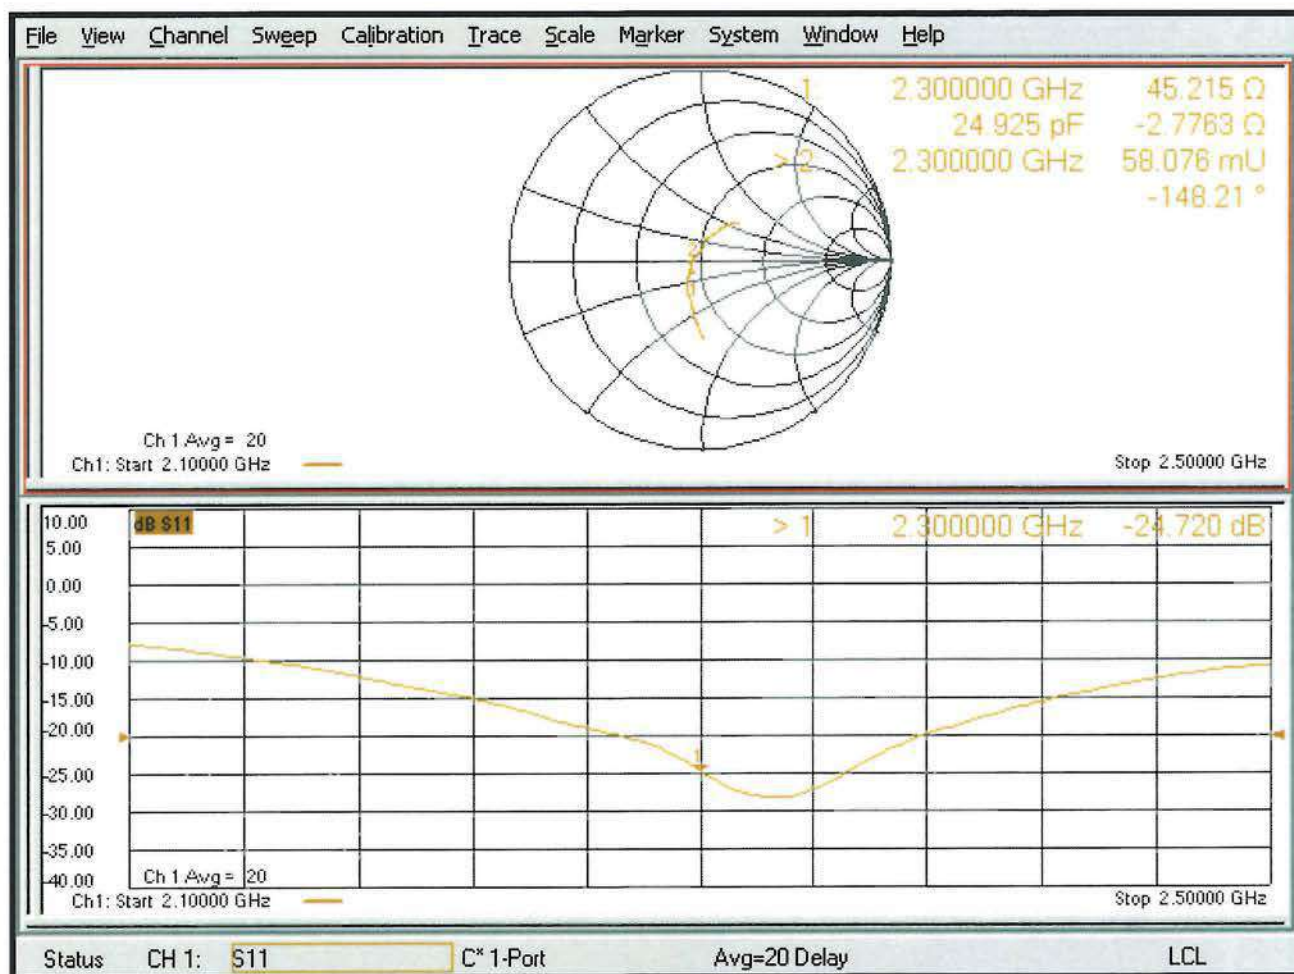 File View Channel Sweep Calibration Trace Scale Marker System Window Help
1 2.300000 GHz 45.215 Ω
24.925 pF -2.7763 Ω
> 2 2.300000 GHz 58.076 mU
-148.21 °
2
Ch 1 Avg = 20
Ch1: Start 2.10000 GHz
Stop 2.50000 GHz
10.00
dB S11
> 1 2.300000 GHz -24.720 dB
5.00
0.00
-5.00
-10.00
-15.00
-20.00
1
-25.00
-30.00
-35.00
-40.00
Ch 1 Avg = 20
Ch1: Start 2.10000 GHz
Stop 2.50000 GHz
Status CH 1: S11 C* 1-Port Avg=20 Delay LCL